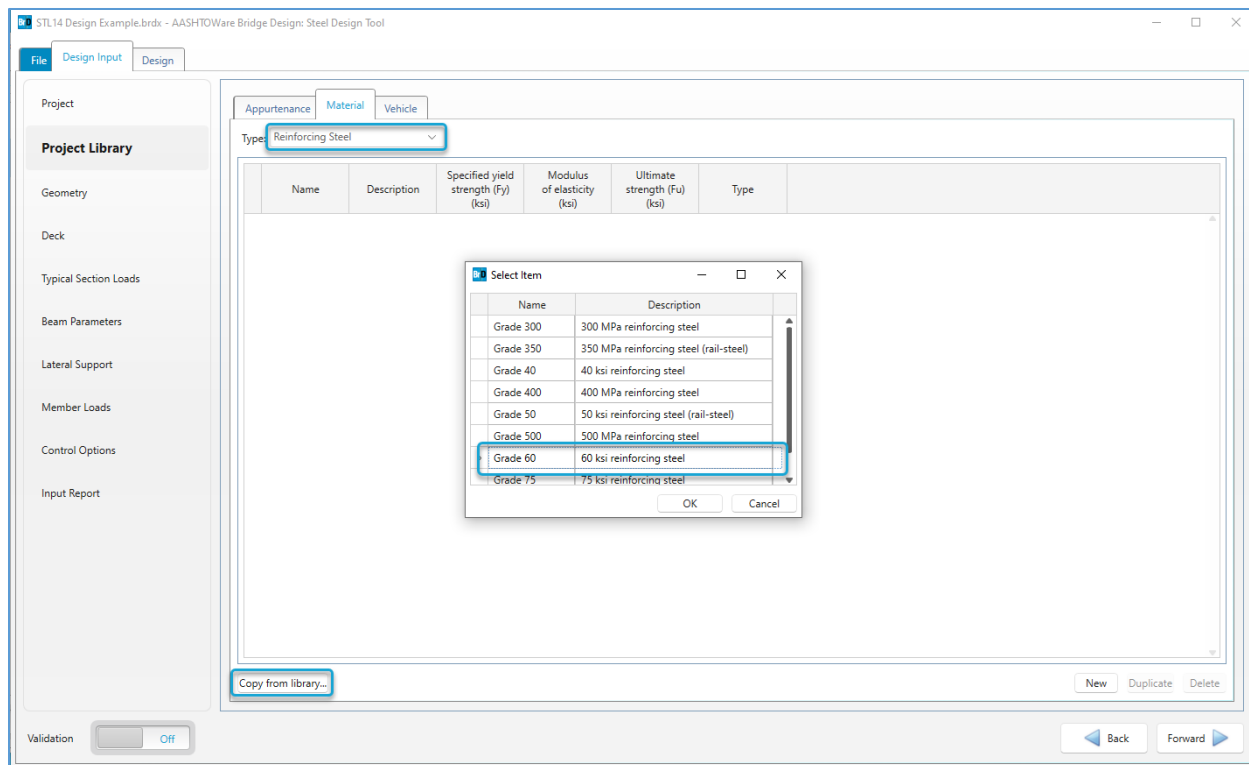 BrD STL14 Design Example.brdx - AASHTOWare Bridge Design: Steel Design Tool
File Design Input Design
Project
Project Library
Geometry
Deck
Typical Section Loads
Beam Parameters
Lateral Support
Member Loads
Control Options
Input Report
Appurtenance Material Vehicle
Type: Reinforcing Steel
Name Description Specified yield strength (Fy) (ksi) Modulus of elasticity (ksi) Ultimate strength (Fu) (ksi) Type
BrD Select Item
Name Description
Grade 300 300 MPa reinforcing steel
Grade 350 350 MPa reinforcing steel (rail-steel)
Grade 40 40 ksi reinforcing steel
Grade 400 400 MPa reinforcing steel
Grade 50 50 ksi reinforcing steel (rail-steel)
Grade 500 500 MPa reinforcing steel
Grade 60 60 ksi reinforcing steel
Grade 75 75 ksi reinforcing steel
OK Cancel
Copy from library... New Duplicate Delete
Validation Off Back Forward